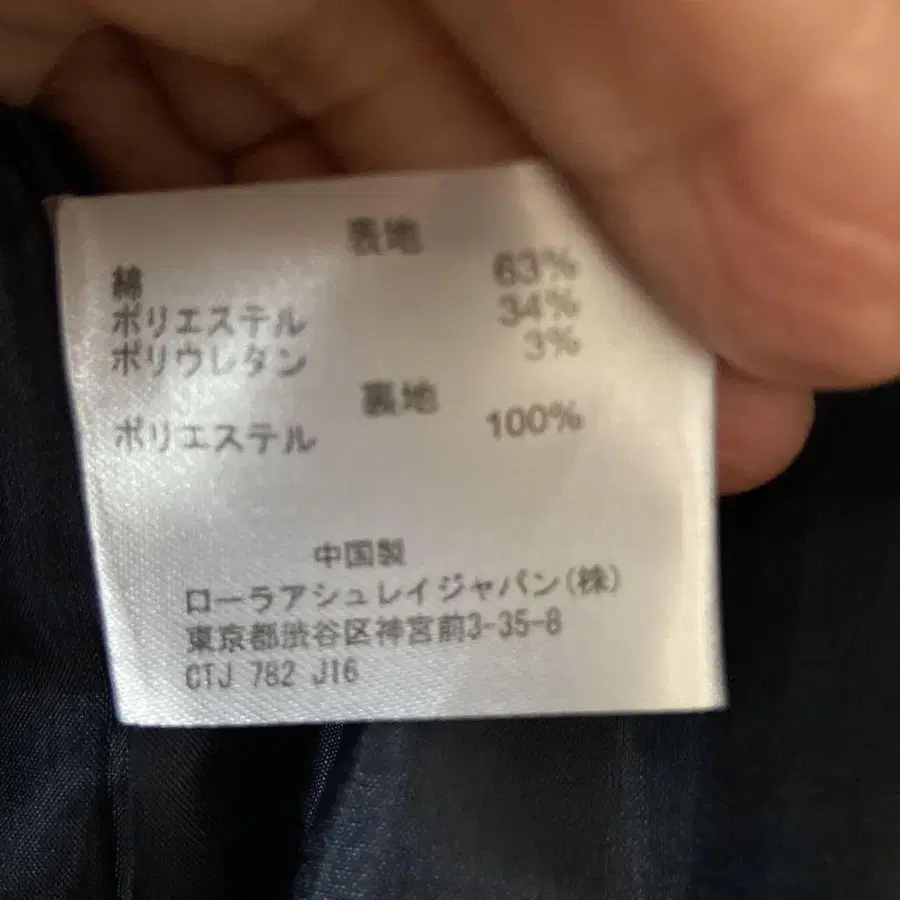 表地
綿 63%
ポリエステル 34%
ポリウレタン 3%
裏地
ポリエステル 100%
中国製
ローラアシュレイジャパン(株)
東京都渋谷区神宮前3-35-8
CTJ 782 J16